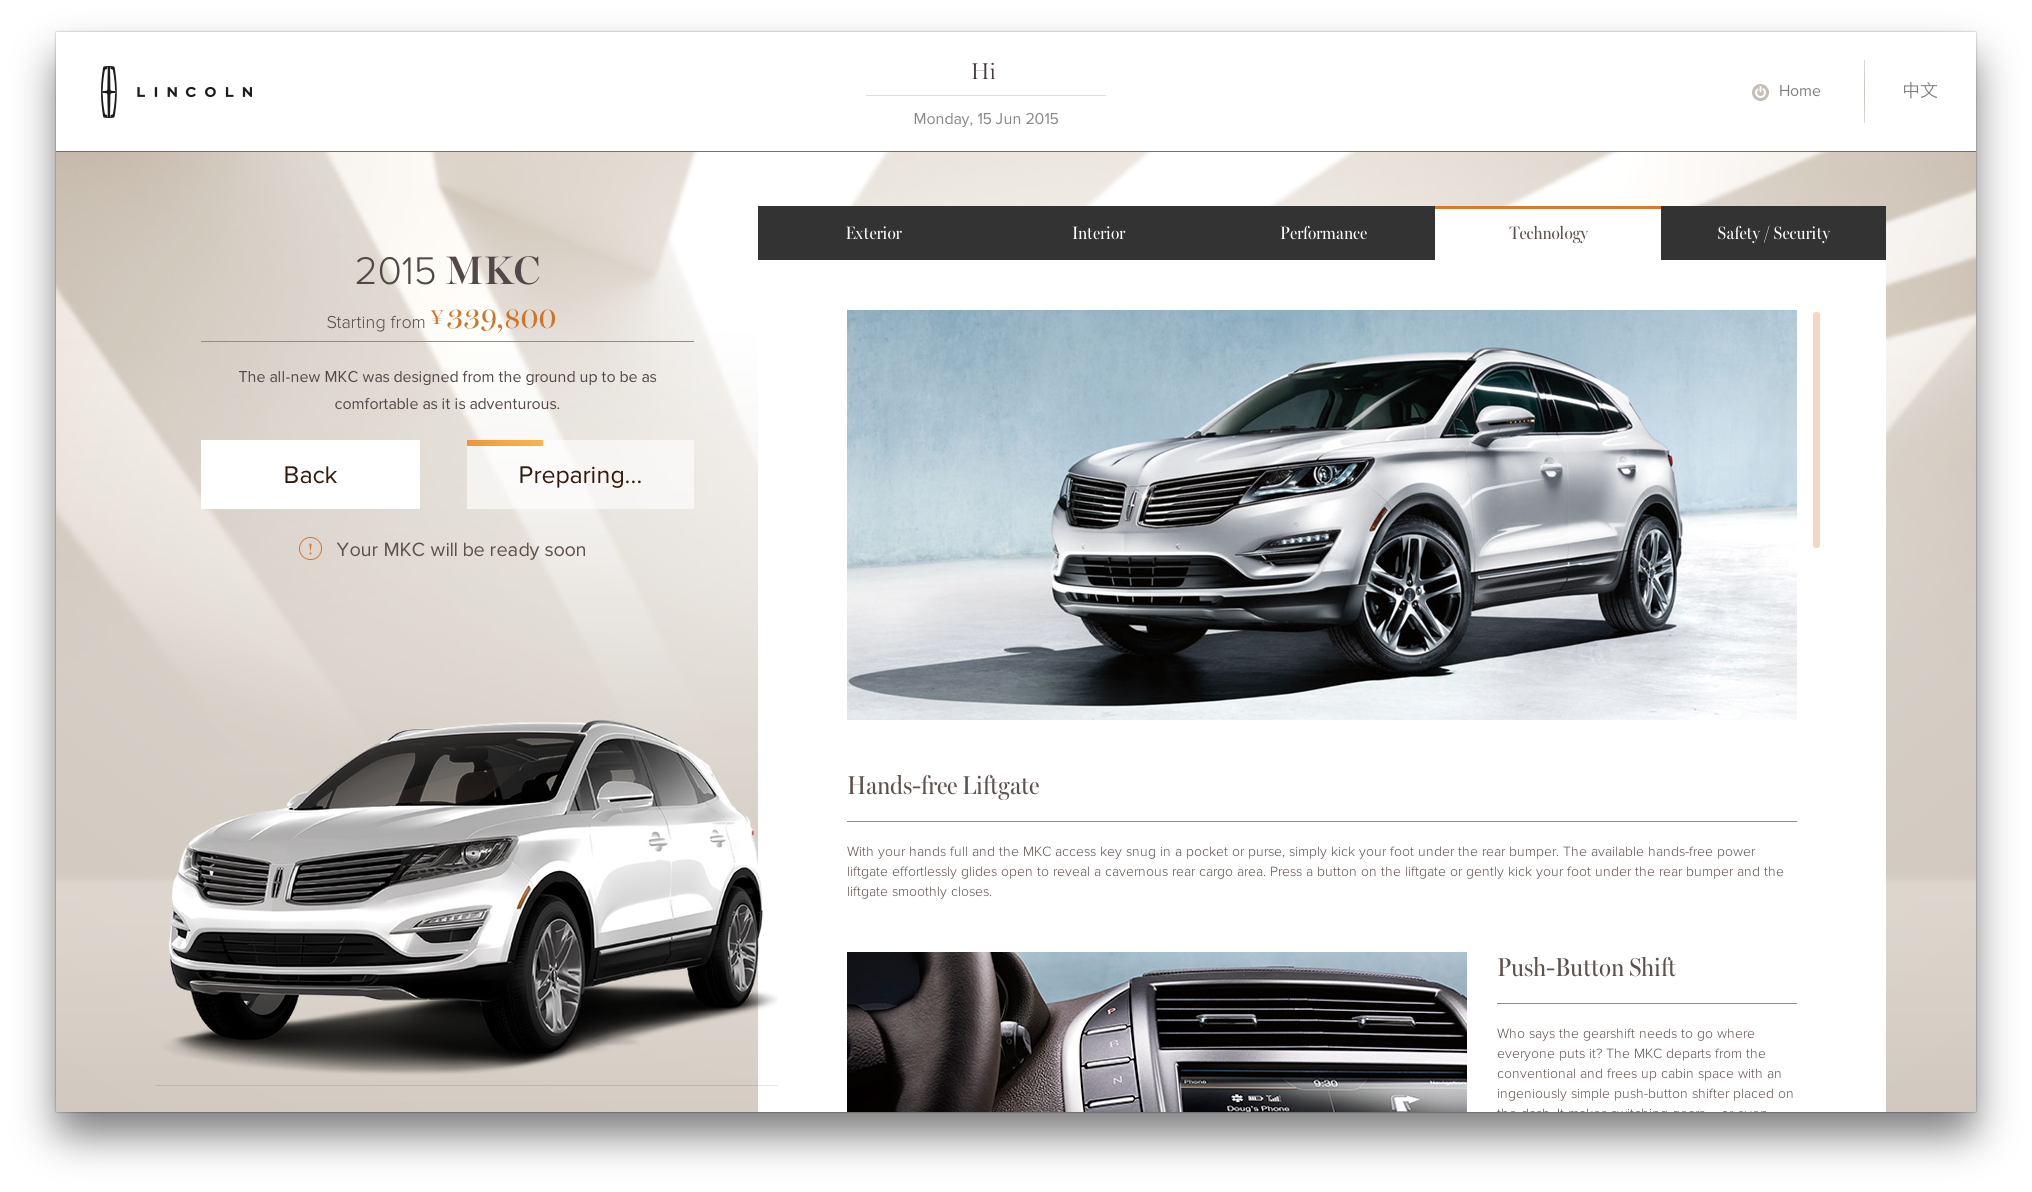 LINCOLN
Hi
Monday, 15 Jun 2015
Home
中文
Exterior
Interior
Performance
Technology
Safety / Security
2015 MKC
Starting from ¥339,800
The all-new MKC was designed from the ground up to be as
comfortable as it is adventurous.
Back
Preparing...
! Your MKC will be ready soon
Hands-free Liftgate
With your hands full and the MKC access key snug in a pocket or purse, simply kick your foot under the rear bumper. The available hands-free power
liftgate effortlessly glides open to reveal a cavernous rear cargo area. Press a button on the liftgate or gently kick your foot under the rear bumper and the
liftgate smoothly closes.
P
R
N
Phone
9:30
Doug's Phone
Push-Button Shift
Who says the gearshift needs to go where
everyone puts it? The MKC departs from the
conventional and frees up cabin space with an
ingeniously simple push-button shifter placed on